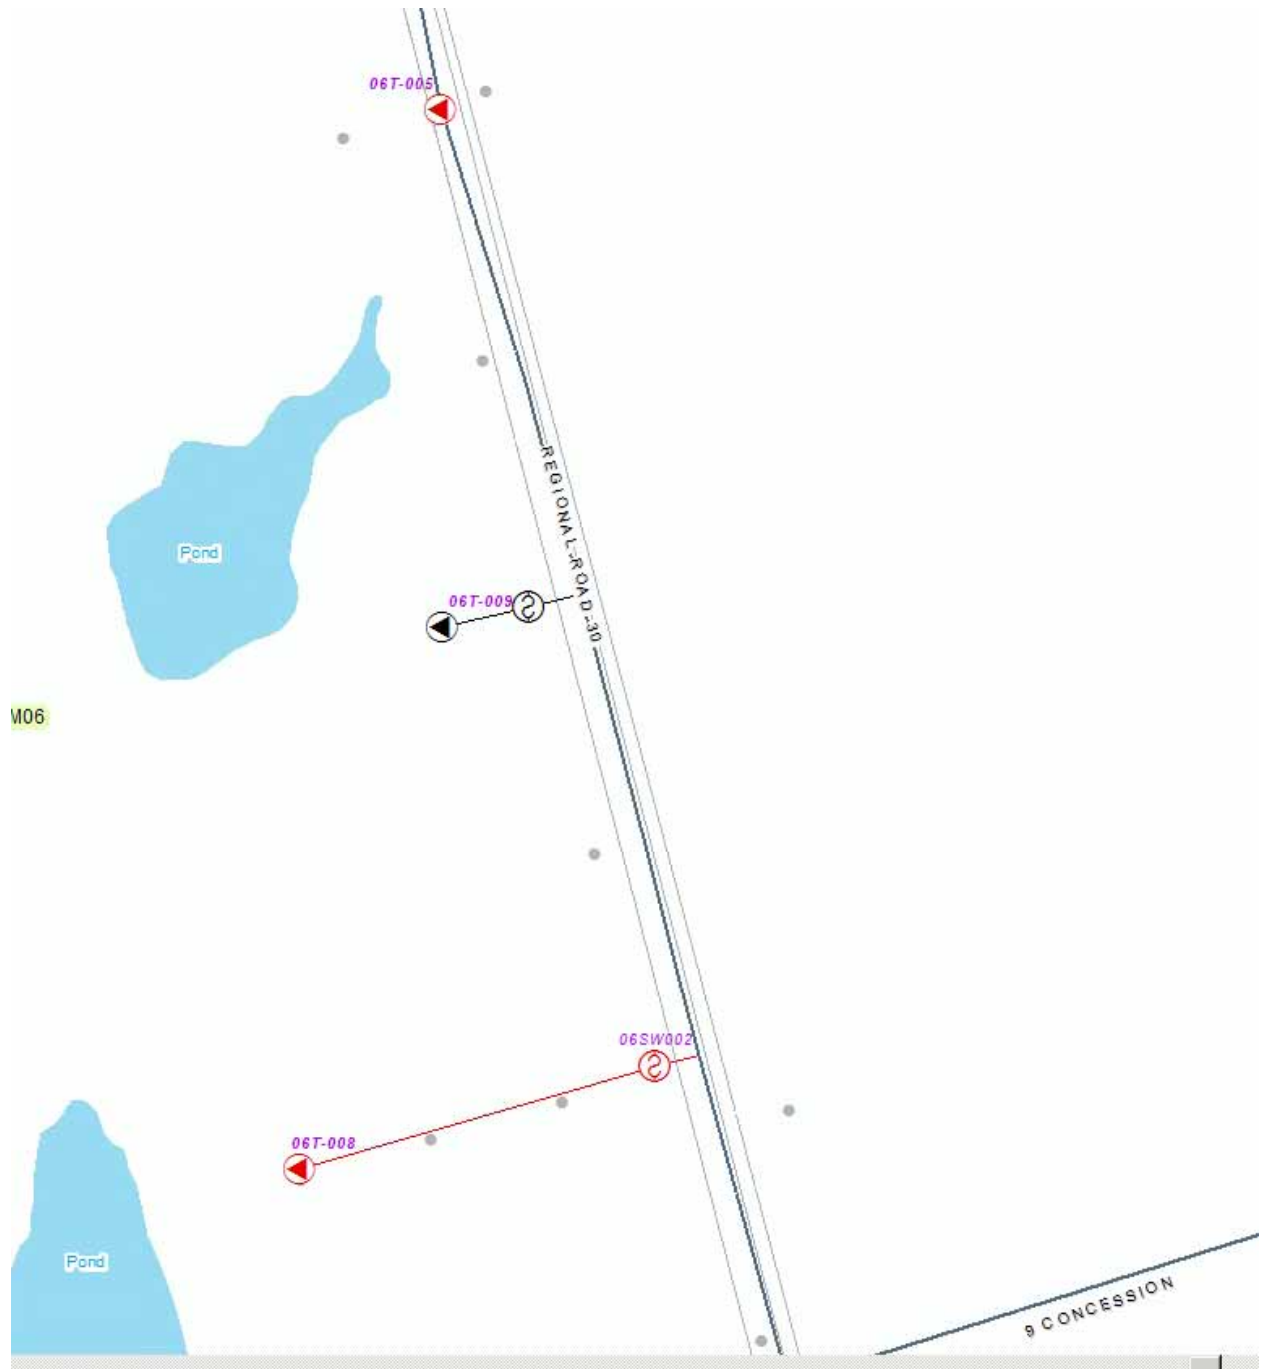 06T-005
REGIONAL ROAD 30
Pond
06T-009
M06
06SW002
06T-008
Pond
9 CONCESSION